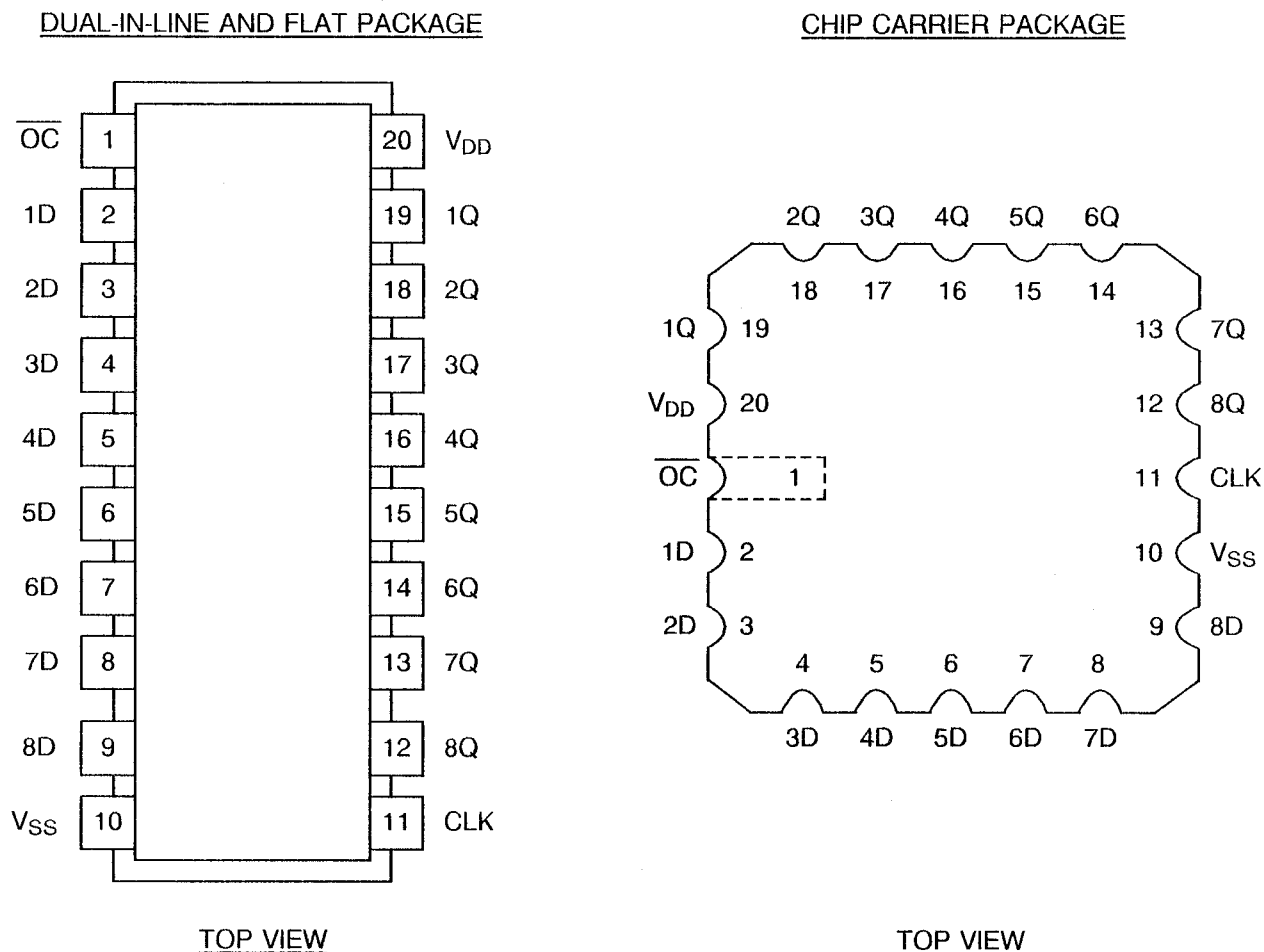 DUAL-IN-LINE AND FLAT PACKAGE
O̅C̅ 1 20 VDD
1D 2 19 1Q
2D 3 18 2Q
3D 4 17 3Q
4D 5 16 4Q
5D 6 15 5Q
6D 7 14 6Q
7D 8 13 7Q
8D 9 12 8Q
VSS 10 11 CLK
TOP VIEW
CHIP CARRIER PACKAGE
2Q 3Q 4Q 5Q 6Q
18 17 16 15 14
1Q 19 13 7Q
VDD 20 12 8Q
O̅C̅ 1 11 CLK
1D 2 10 VSS
2D 3 9 8D
4 5 6 7 8
3D 4D 5D 6D 7D
TOP VIEW